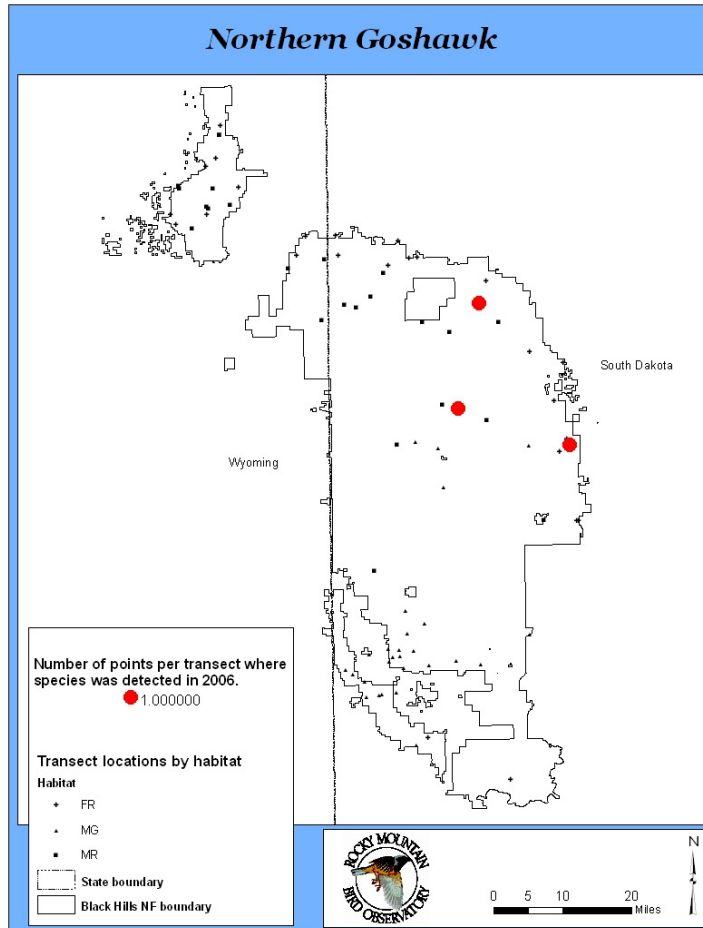 Northern Goshawk
South Dakota
Wyoming
Number of points per transect where
species was detected in 2006.
1.000000
Transect locations by habitat
Habitat
FR
MG
MR
State boundary
Black Hills NF boundary
ROCKY MOUNTAIN
BIRD OBSERVATORY
N
0 5 10 20
Miles